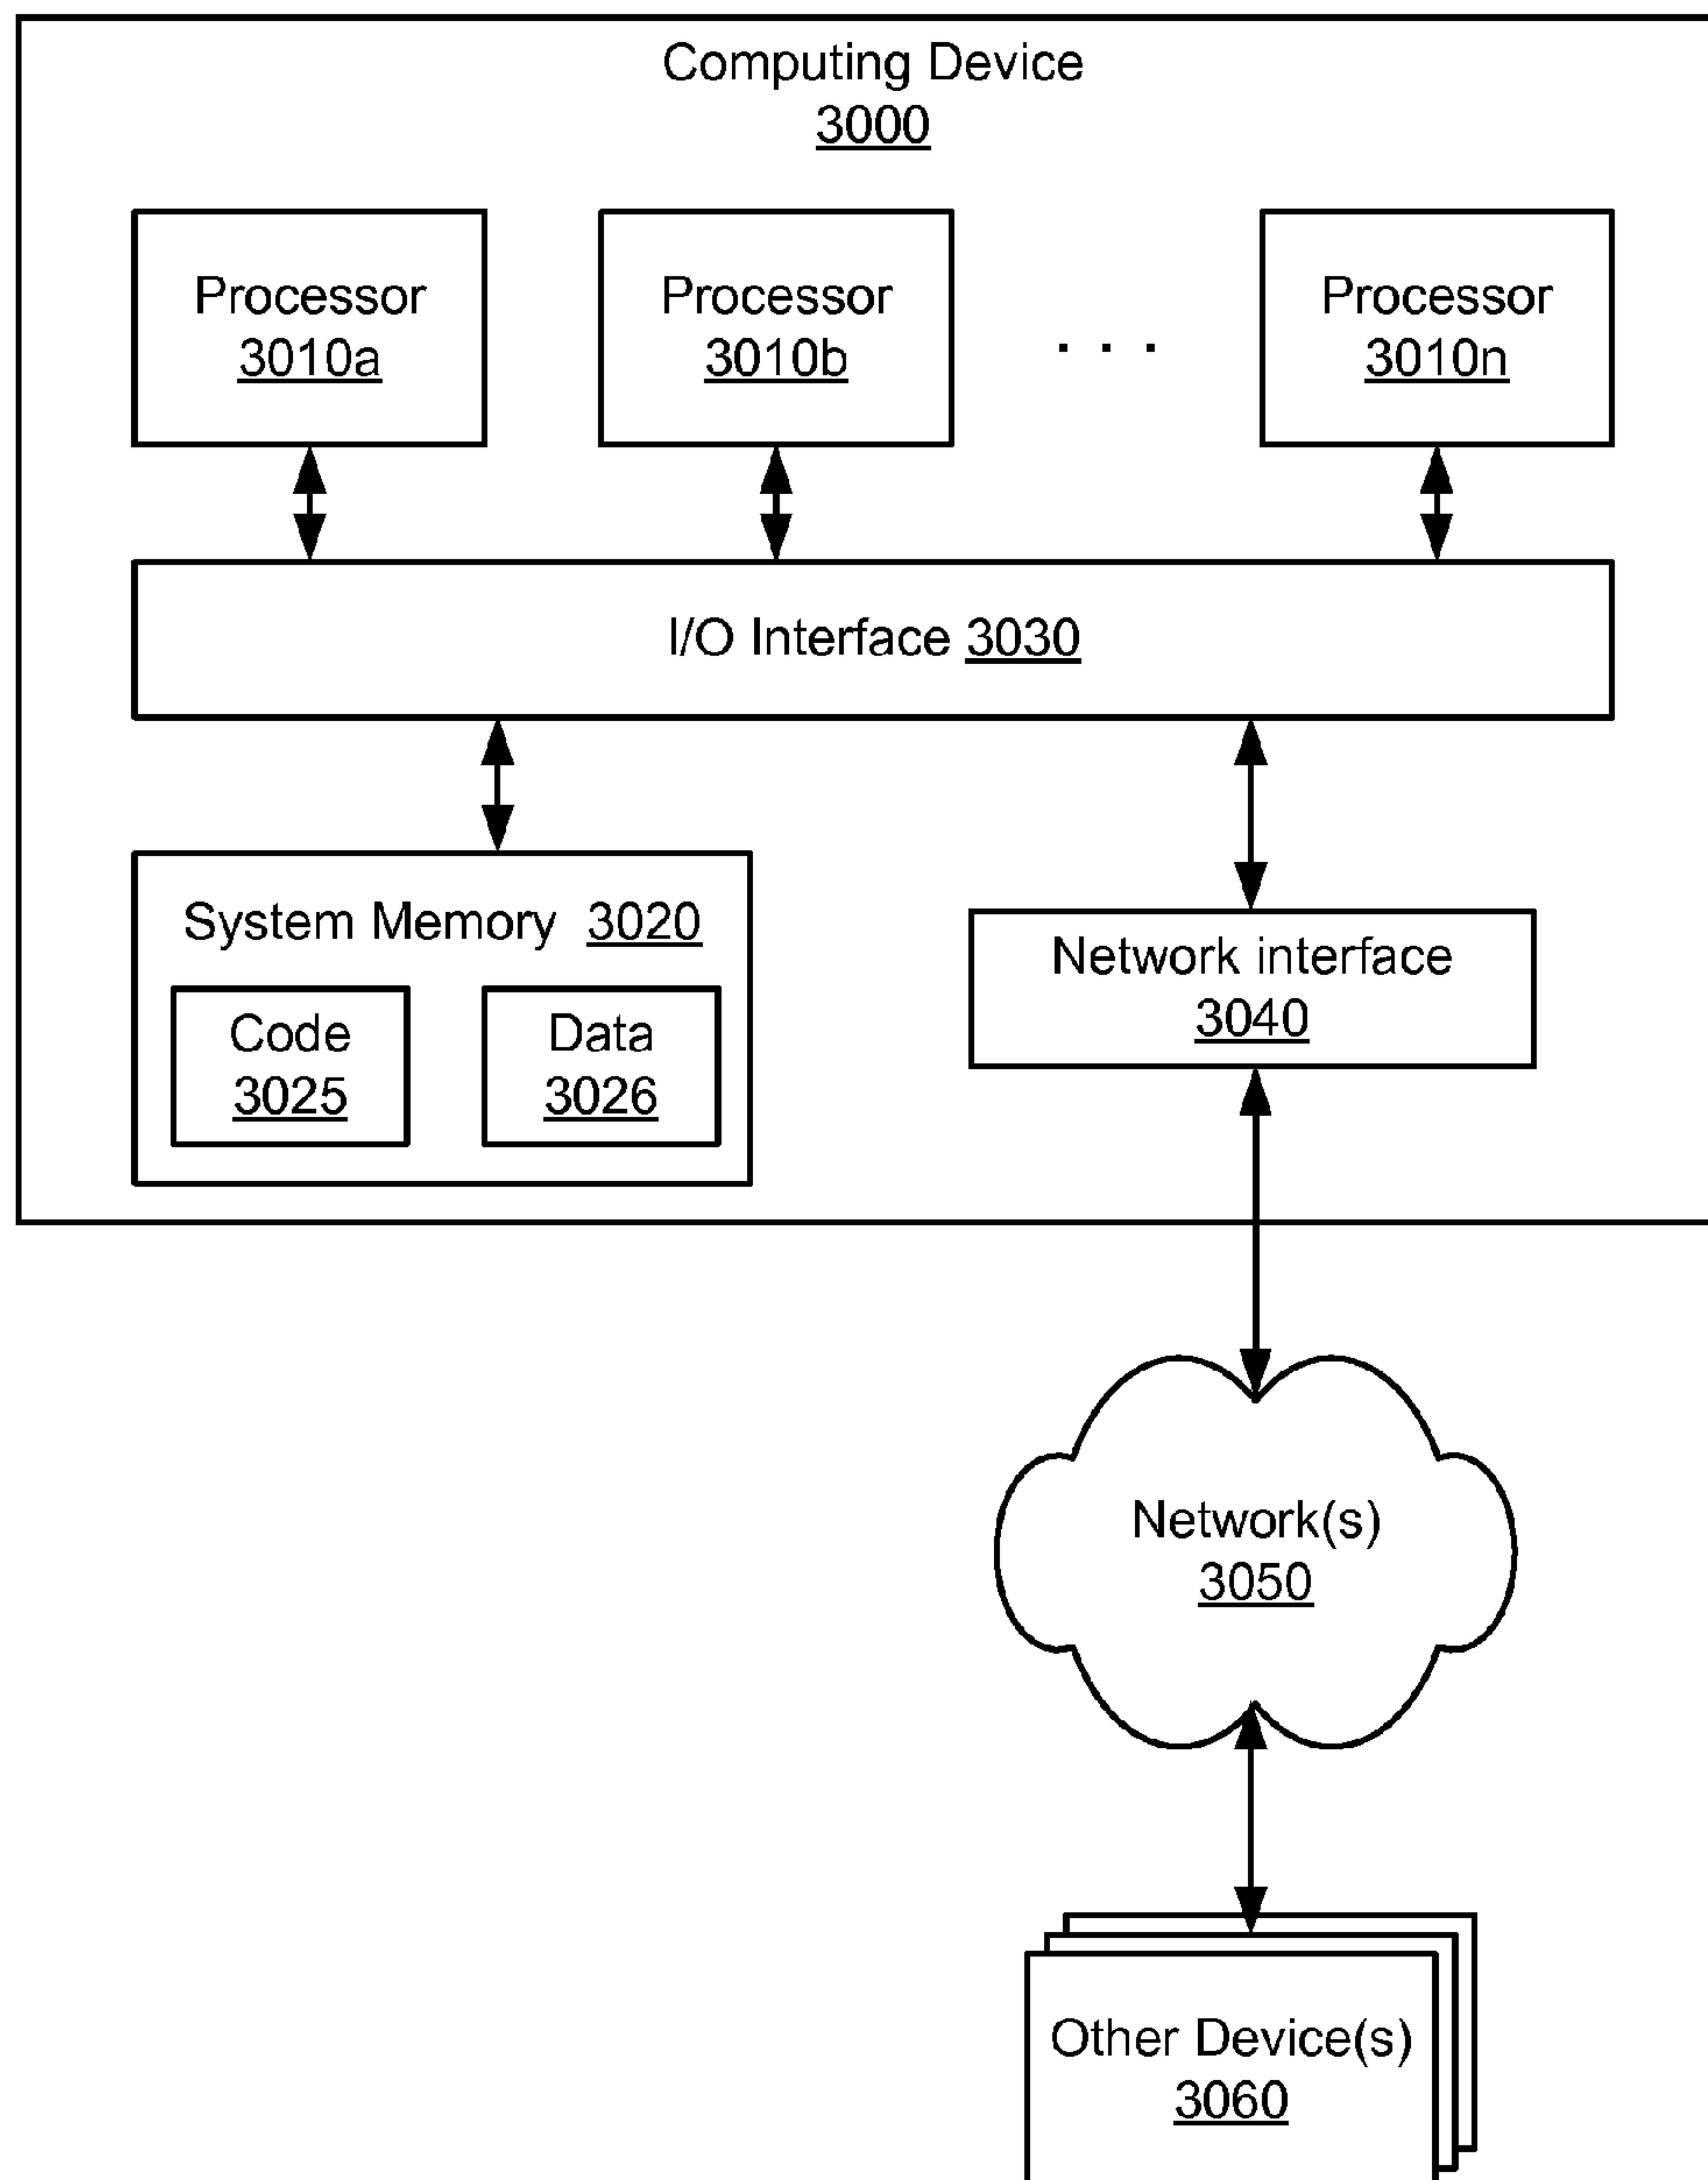 Computing Device
3000
Processor
3010a
Processor
3010b
. . .
Processor
3010n
I/O Interface 3030
System Memory 3020
Code
3025
Data
3026
Network interface
3040
Network(s)
3050
Other Device(s)
3060